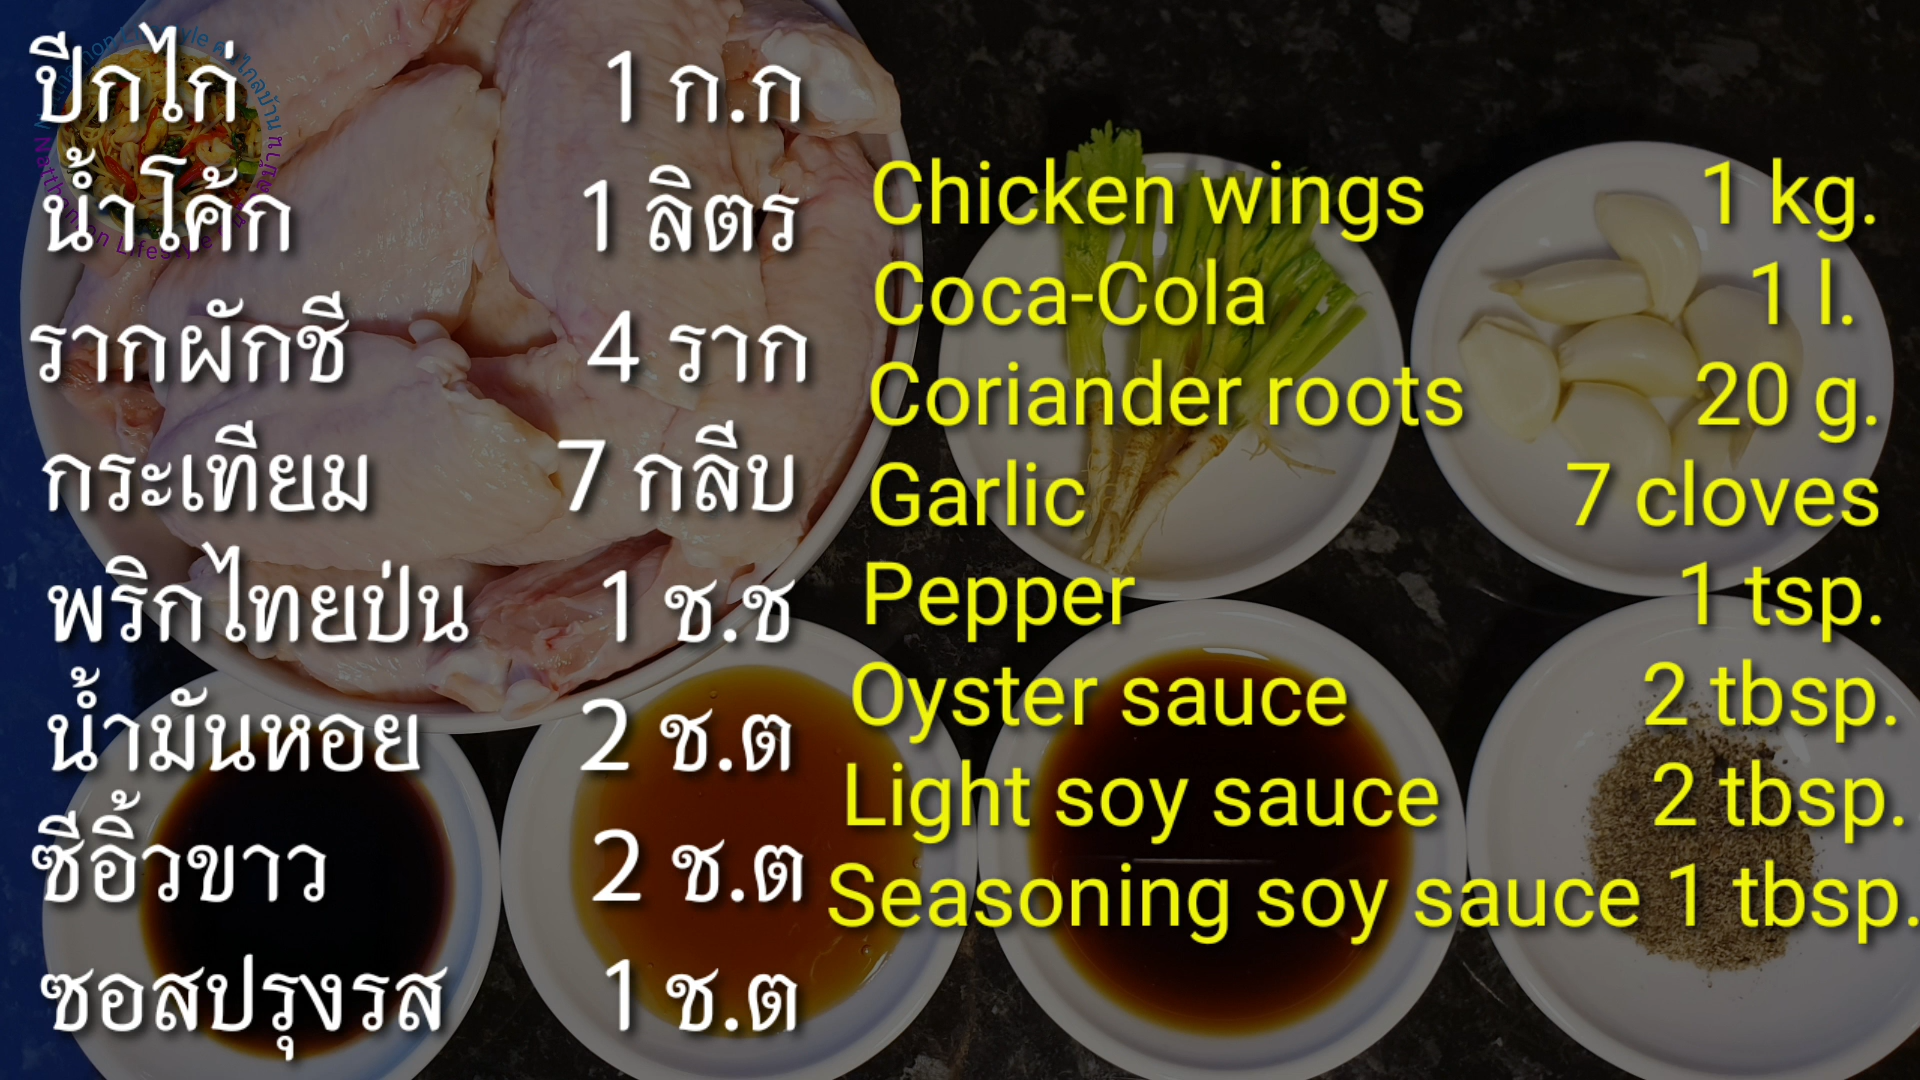 ปีกไก่ 1 ก.ก
น้ำโค้ก 1 ลิตร
รากผักชี 4 ราก
กระเทียม 7 กลีบ
พริกไทยป่น 1 ช.ช
น้ำมันหอย 2 ช.ต
ซีอิ้วขาว 2 ช.ต
ซอสปรุงรส 1 ช.ต
Chicken wings 1 kg.
Coca-Cola 1 l.
Coriander roots 20 g.
Garlic 7 cloves
Pepper 1 tsp.
Oyster sauce 2 tbsp.
Light soy sauce 2 tbsp.
Seasoning soy sauce 1 tbsp.